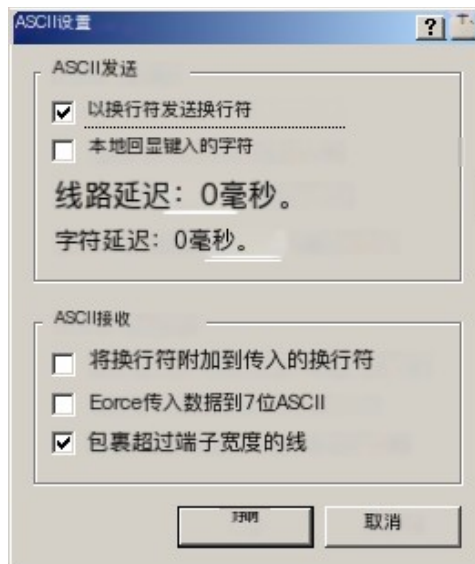 ASCII设置
ASCII发送
以换行符发送换行符
本地回显键入的字符
线路延迟：0毫秒。
字符延迟：0毫秒。
ASCII接收
将换行符附加到传入的换行符
Eorce传入数据到7位ASCII
包裹超过端子宽度的线
取消